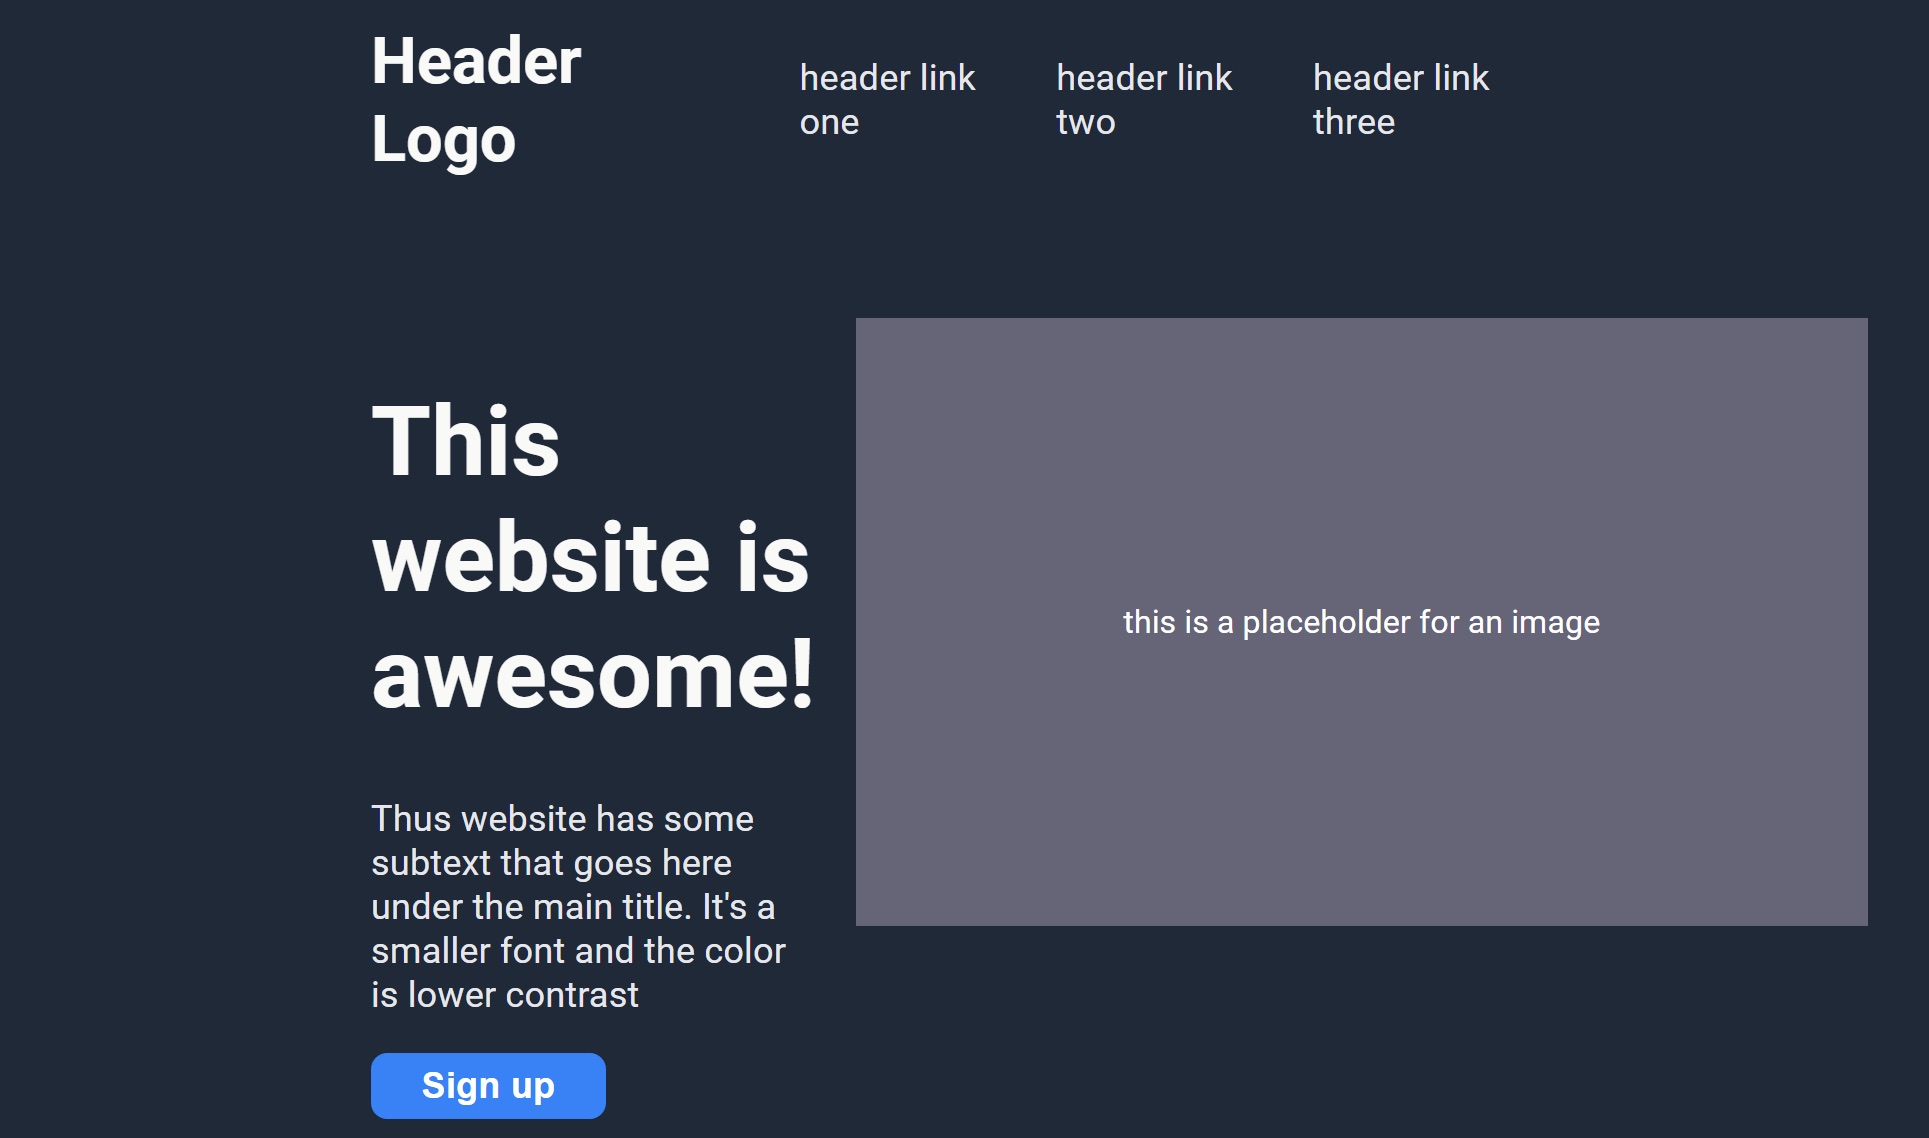 Header
Logo
header link
one
header link
two
header link
three
This
website is
awesome!
Thus website has some
subtext that goes here
under the main title. It's a
smaller font and the color
is lower contrast
Sign up
this is a placeholder for an image